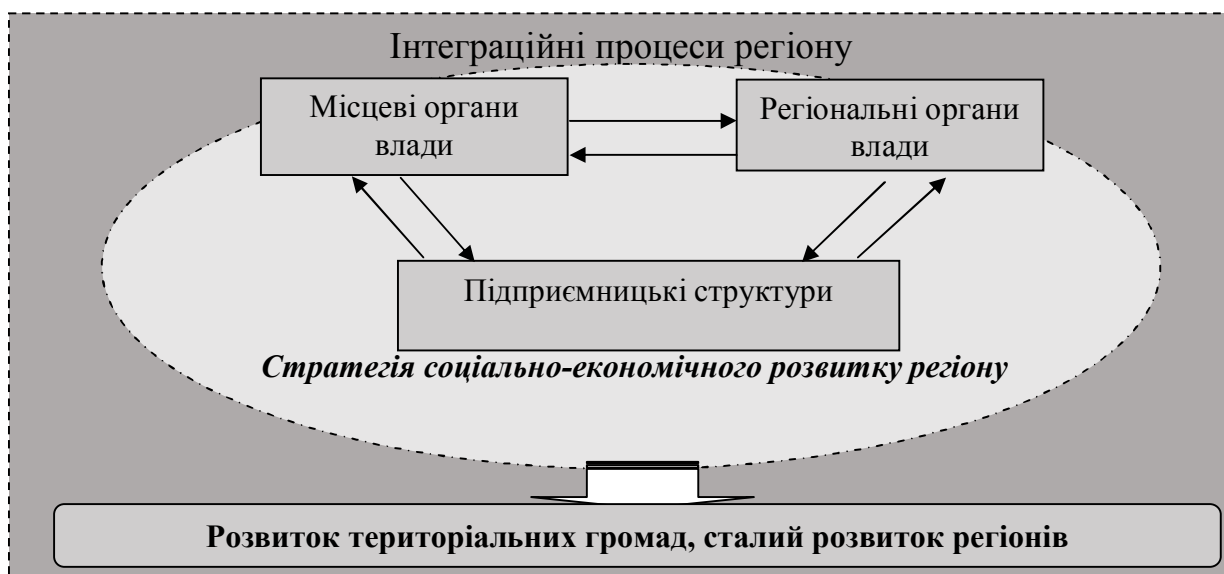 Інтеграційні процеси регіону
Місцеві органи
влади
Регіональні органи
влади
Підприємницькі структури
Стратегія соціально-економічного розвитку регіону
Розвиток територіальних громад, сталий розвиток регіонів